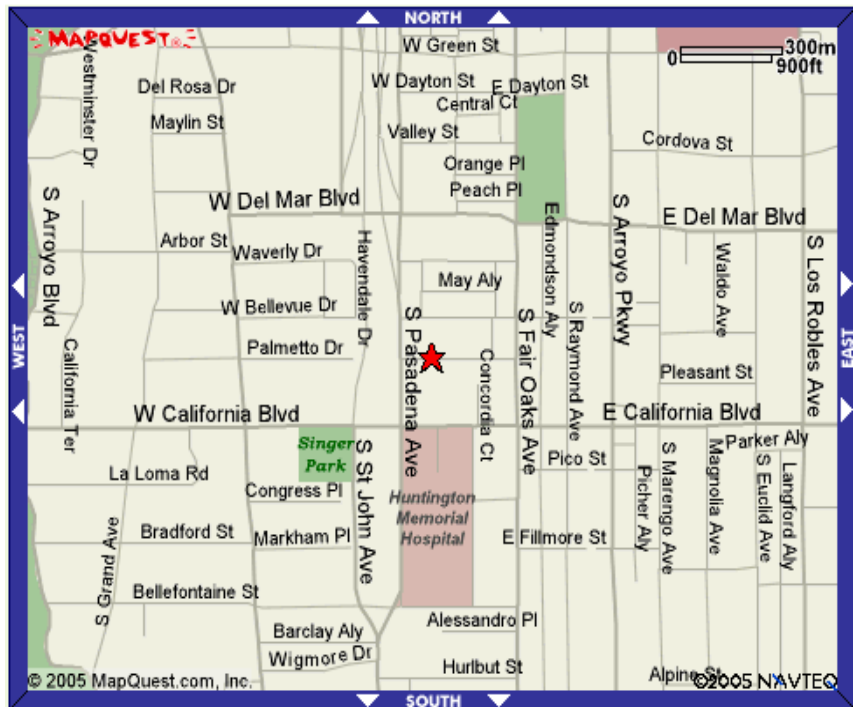 NORTH
MAPQUEST®
W Green St
300m
0
900ft
Westminster Dr
Del Rosa Dr
W Dayton St
E Dayton St
Central Ct
Maylin St
Valley St
Cordova St
Orange Pl
Peach Pl
S Arroyo Blvd
W Del Mar Blvd
Edmondson Aly
S Arroyo Pkwy
E Del Mar Blvd
Arbor St
Waverly Dr
Havendale Dr
May Aly
Waldo Ave
S Los Robles Ave
W Bellevue Dr
S Pasadena Ave
S Fair Oaks Ave
S Raymond Ave
WEST
EAST
California Ter
Palmetto Dr
Concordia Ct
Pleasant St
W California Blvd
E California Blvd
Singer
Park
S St John Ave
Parker Aly
La Loma Rd
Pico St
Picher Aly
S Marengo Ave
Magnolia Ave
S Euclid Ave
Langford Aly
Congress Pl
Huntington
Memorial
Hospital
S Grand Ave
Bradford St
Markham Pl
E Fillmore St
Bellefontaine St
Alessandro Pl
Barclay Aly
Wigmore Dr
Hurlbut St
Alpine St
© 2005 MapQuest.com, Inc.
©2005 NAVTEQ
SOUTH